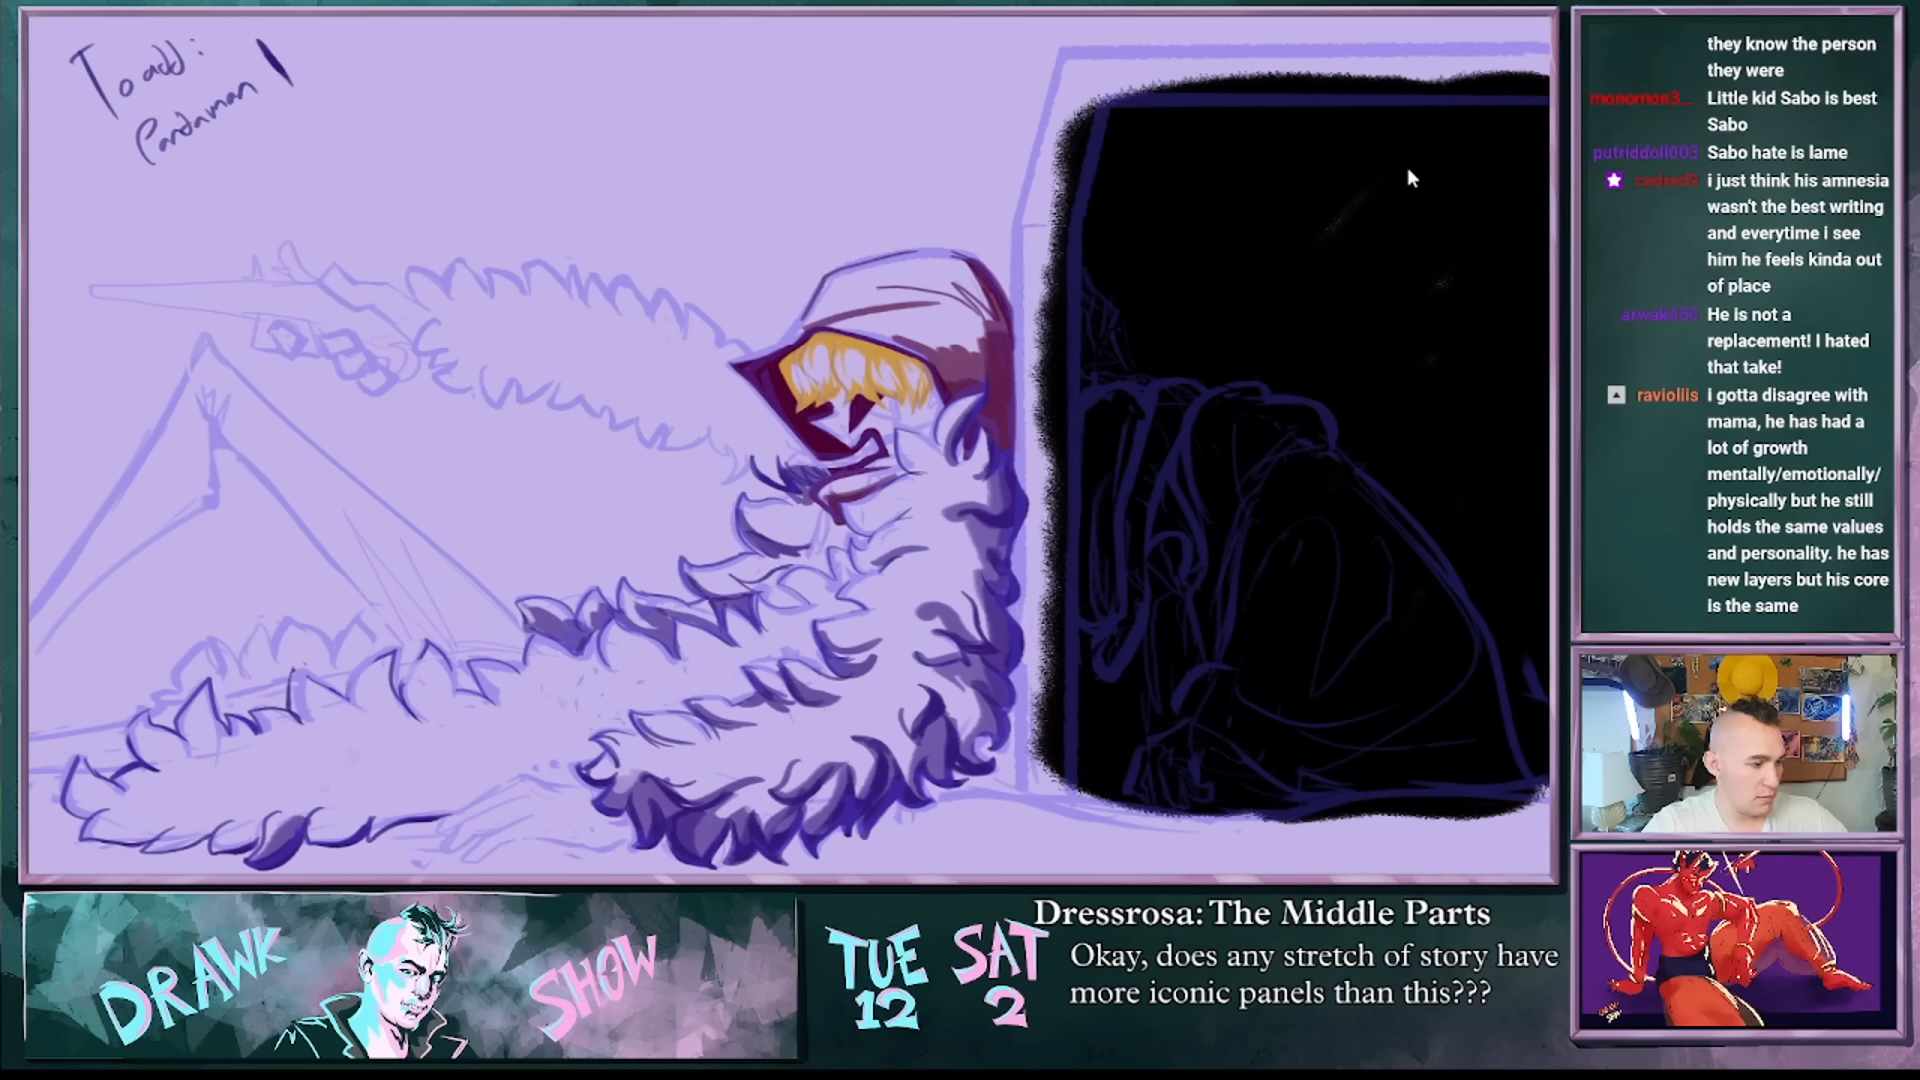 To add:
Pandaman
they know the person
they were
monoman3... Little kid Sabo is best
Sabo
putriddoll603 Sabo hate is lame
i just think his amnesia
wasn't the best writing
and everytime i see
him he feels kinda out
of place
He is not a
replacement! I hated
that take!
raviollis I gotta disagree with
mama, he has had a
lot of growth
mentally/emotionally/
physically but he still
holds the same values
and personality. he has
new layers but his core
is the same
DRAWK SHOW
TUE SAT
12 2
Dressrosa: The Middle Parts
Okay, does any stretch of story have
more iconic panels than this???